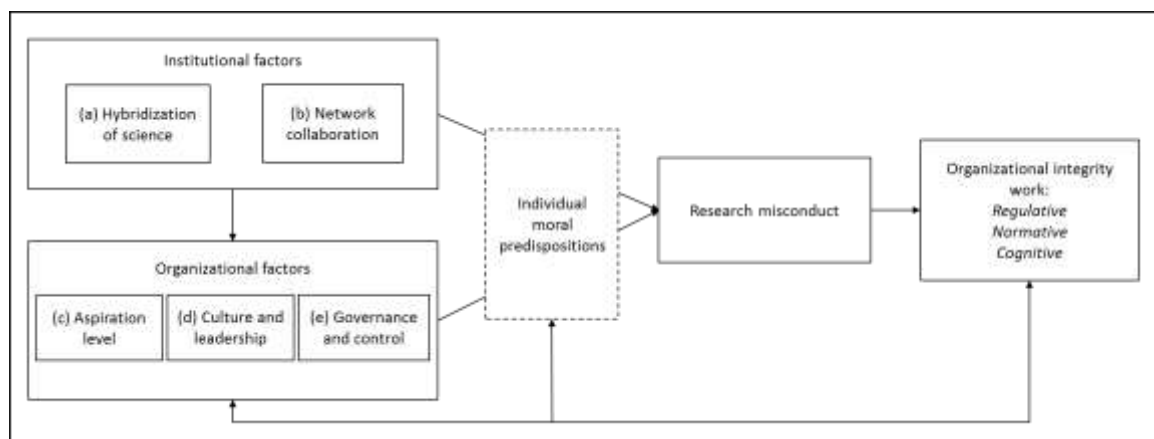 Institutional factors
(a) Hybridization
of science
(b) Network
collaboration
Organizational factors
(c) Aspiration
level
(d) Culture and
leadership
(e) Governance
and control
Individual
moral
predispositions
Research misconduct
Organizational integrity
work:
Regulative
Normative
Cognitive